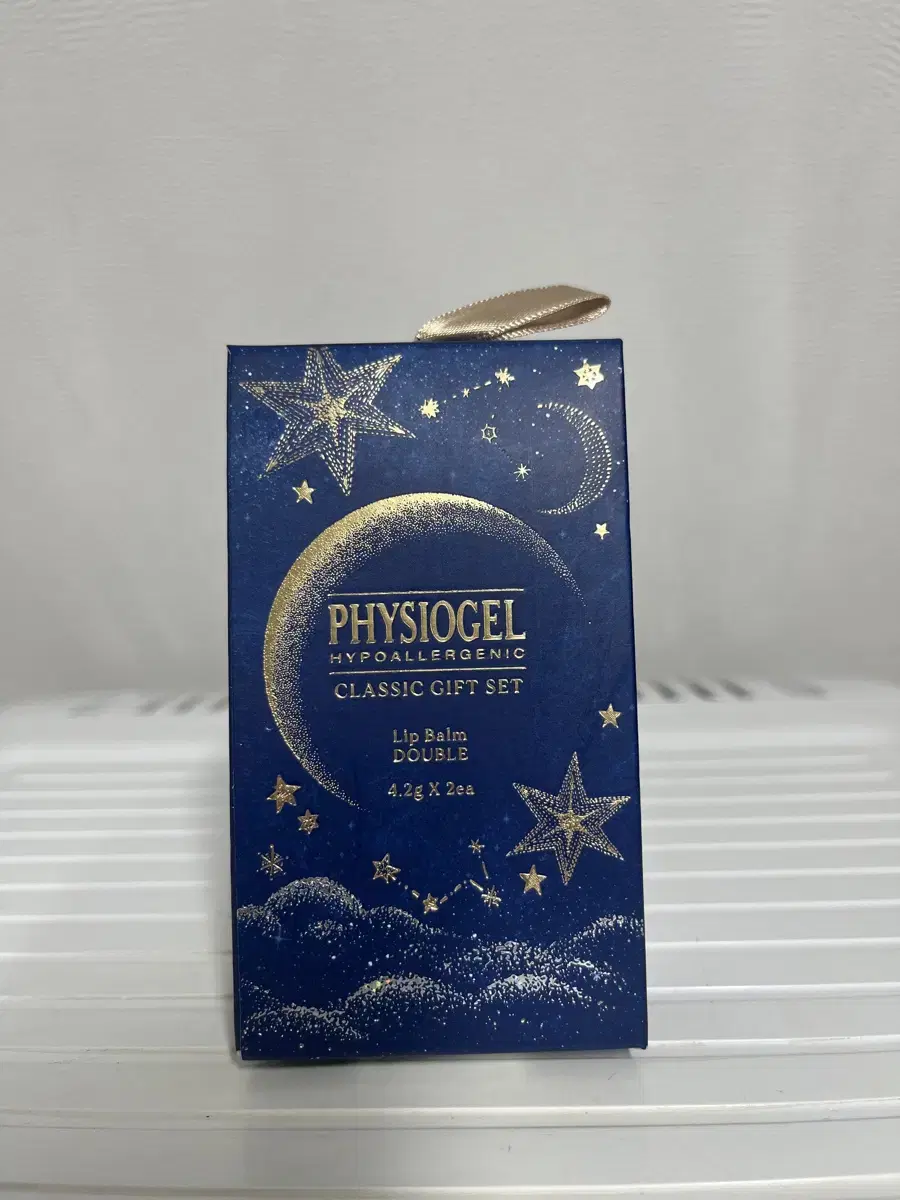 PHYSIOGEL
HYPOALLERGENIC
CLASSIC GIFT SET
Lip Balm
DOUBLE
4.2g X 2ea